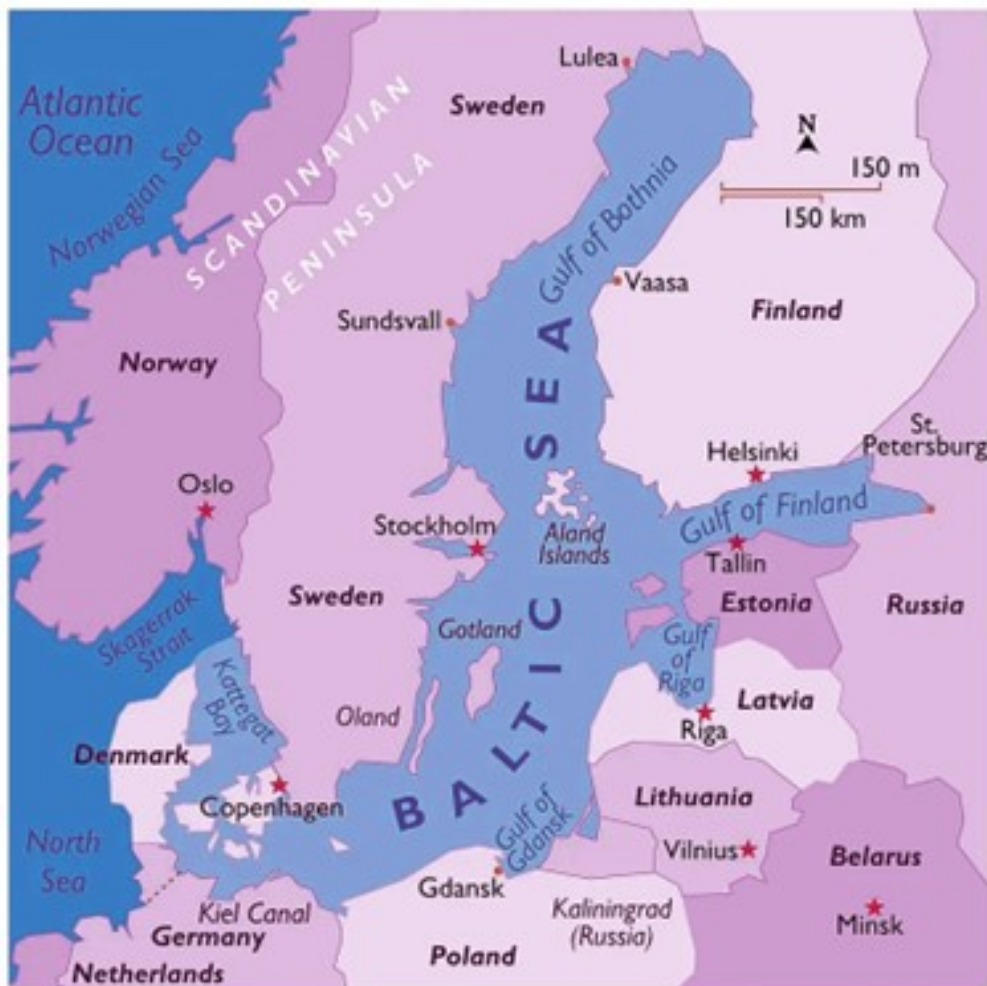 Lulea
Atlantic
Ocean
Sweden
Norwegian Sea
SCANDINAVIAN
PENINSULA
N
150 m
150 km
Gulf of Bothnia
Vaasa
Sundsvall
Finland
Norway
BALTIC SEA
St.
Petersburg
Helsinki
Oslo
Gulf of Finland
Stockholm
Aland
Islands
Tallin
Sweden
Estonia
Russia
Skagerrak
Strait
Gotland
Gulf
of
Riga
Kattegat
Bay
Oland
Latvia
Riga
Denmark
Copenhagen
Lithuania
Gulf of
Gdansk
North
Sea
Vilnius
Belarus
Gdansk
Kiel Canal
Kaliningrad
(Russia)
Minsk
Germany
Poland
Netherlands